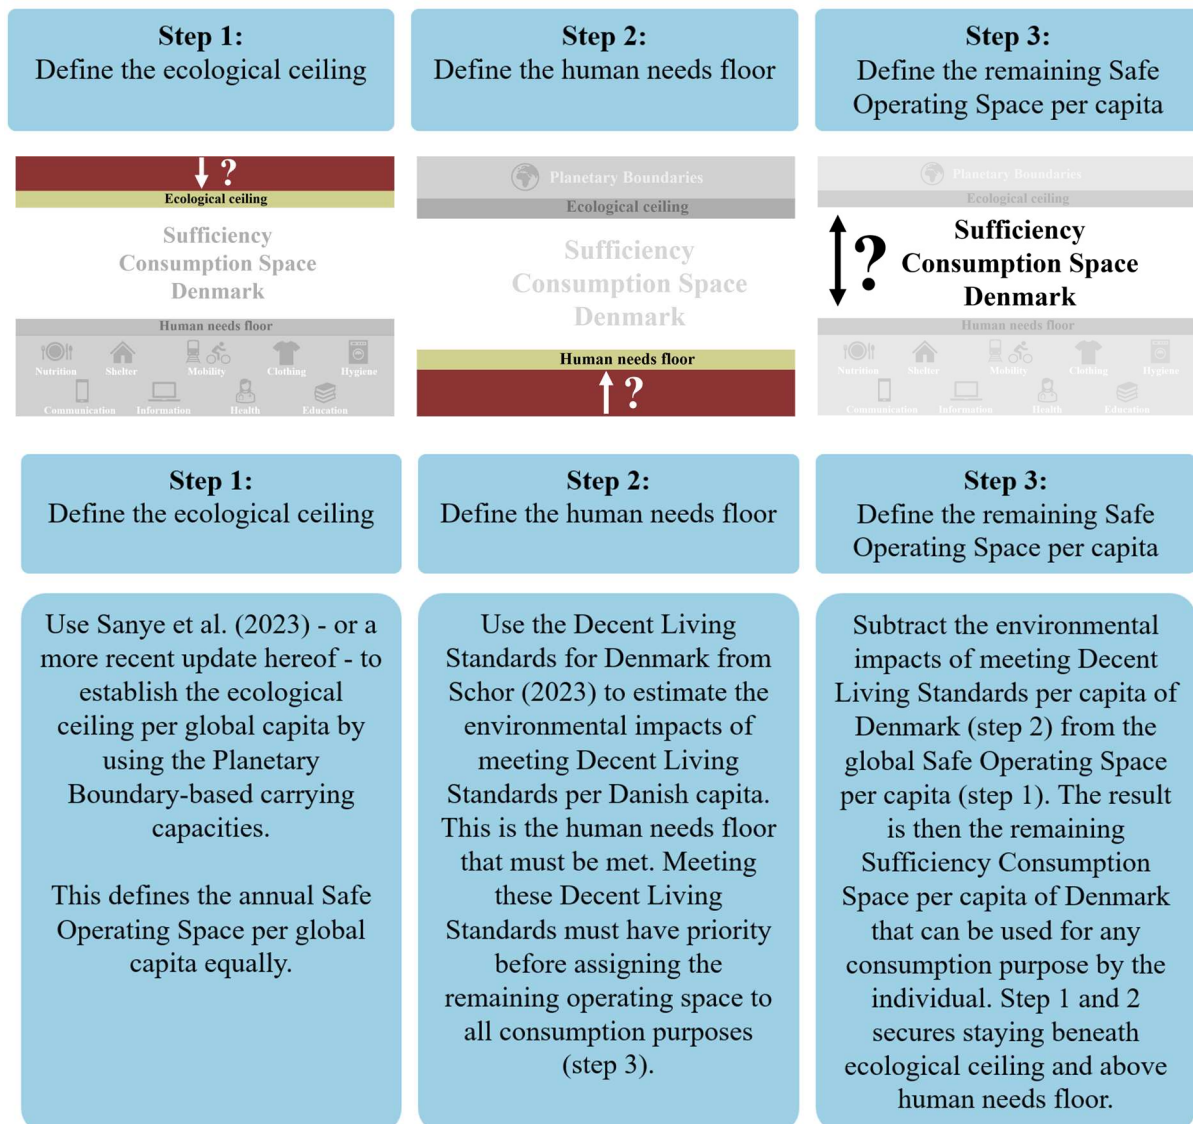 Step 1:
Define the ecological ceiling
Step 2:
Define the human needs floor
Step 3:
Define the remaining Safe
Operating Space per capita
?
Ecological ceiling
Sufficiency
Consumption Space
Denmark
Human needs floor
Nutrition Shelter Mobility Clothing Hygiene
Communication Information Health Education
Planetary Boundaries
Ecological ceiling
Sufficiency
Consumption Space
Denmark
Human needs floor
?
Planetary Boundaries
Ecological ceiling
?
Sufficiency
Consumption Space
Denmark
Human needs floor
Nutrition Shelter Mobility Clothing Hygiene
Communication Information Health Education
Step 1:
Define the ecological ceiling
Step 2:
Define the human needs floor
Step 3:
Define the remaining Safe
Operating Space per capita
Use Sanye et al. (2023) - or a
more recent update hereof - to
establish the ecological
ceiling per global capita by
using the Planetary
Boundary-based carrying
capacities.
This defines the annual Safe
Operating Space per global
capita equally.
Use the Decent Living
Standards for Denmark from
Schor (2023) to estimate the
environmental impacts of
meeting Decent Living
Standards per Danish capita.
This is the human needs floor
that must be met. Meeting
these Decent Living
Standards must have priority
before assigning the
remaining operating space to
all consumption purposes
(step 3).
Subtract the environmental
impacts of meeting Decent
Living Standards per capita of
Denmark (step 2) from the
global Safe Operating Space
per capita (step 1). The result
is then the remaining
Sufficiency Consumption
Space per capita of Denmark
that can be used for any
consumption purpose by the
individual. Step 1 and 2
secures staying beneath
ecological ceiling and above
human needs floor.